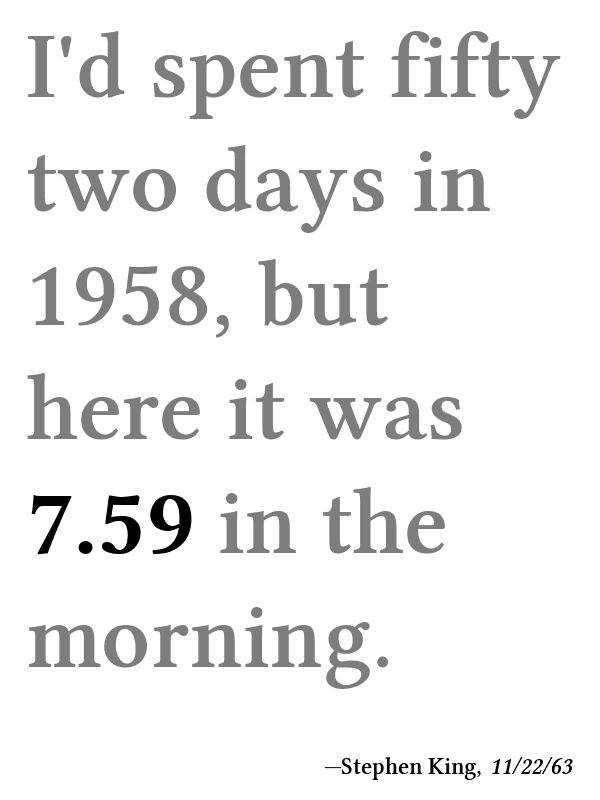 I'd spent fifty
two days in
1958, but
here it was
7.59 in the
morning.
—Stephen King, 11/22/63